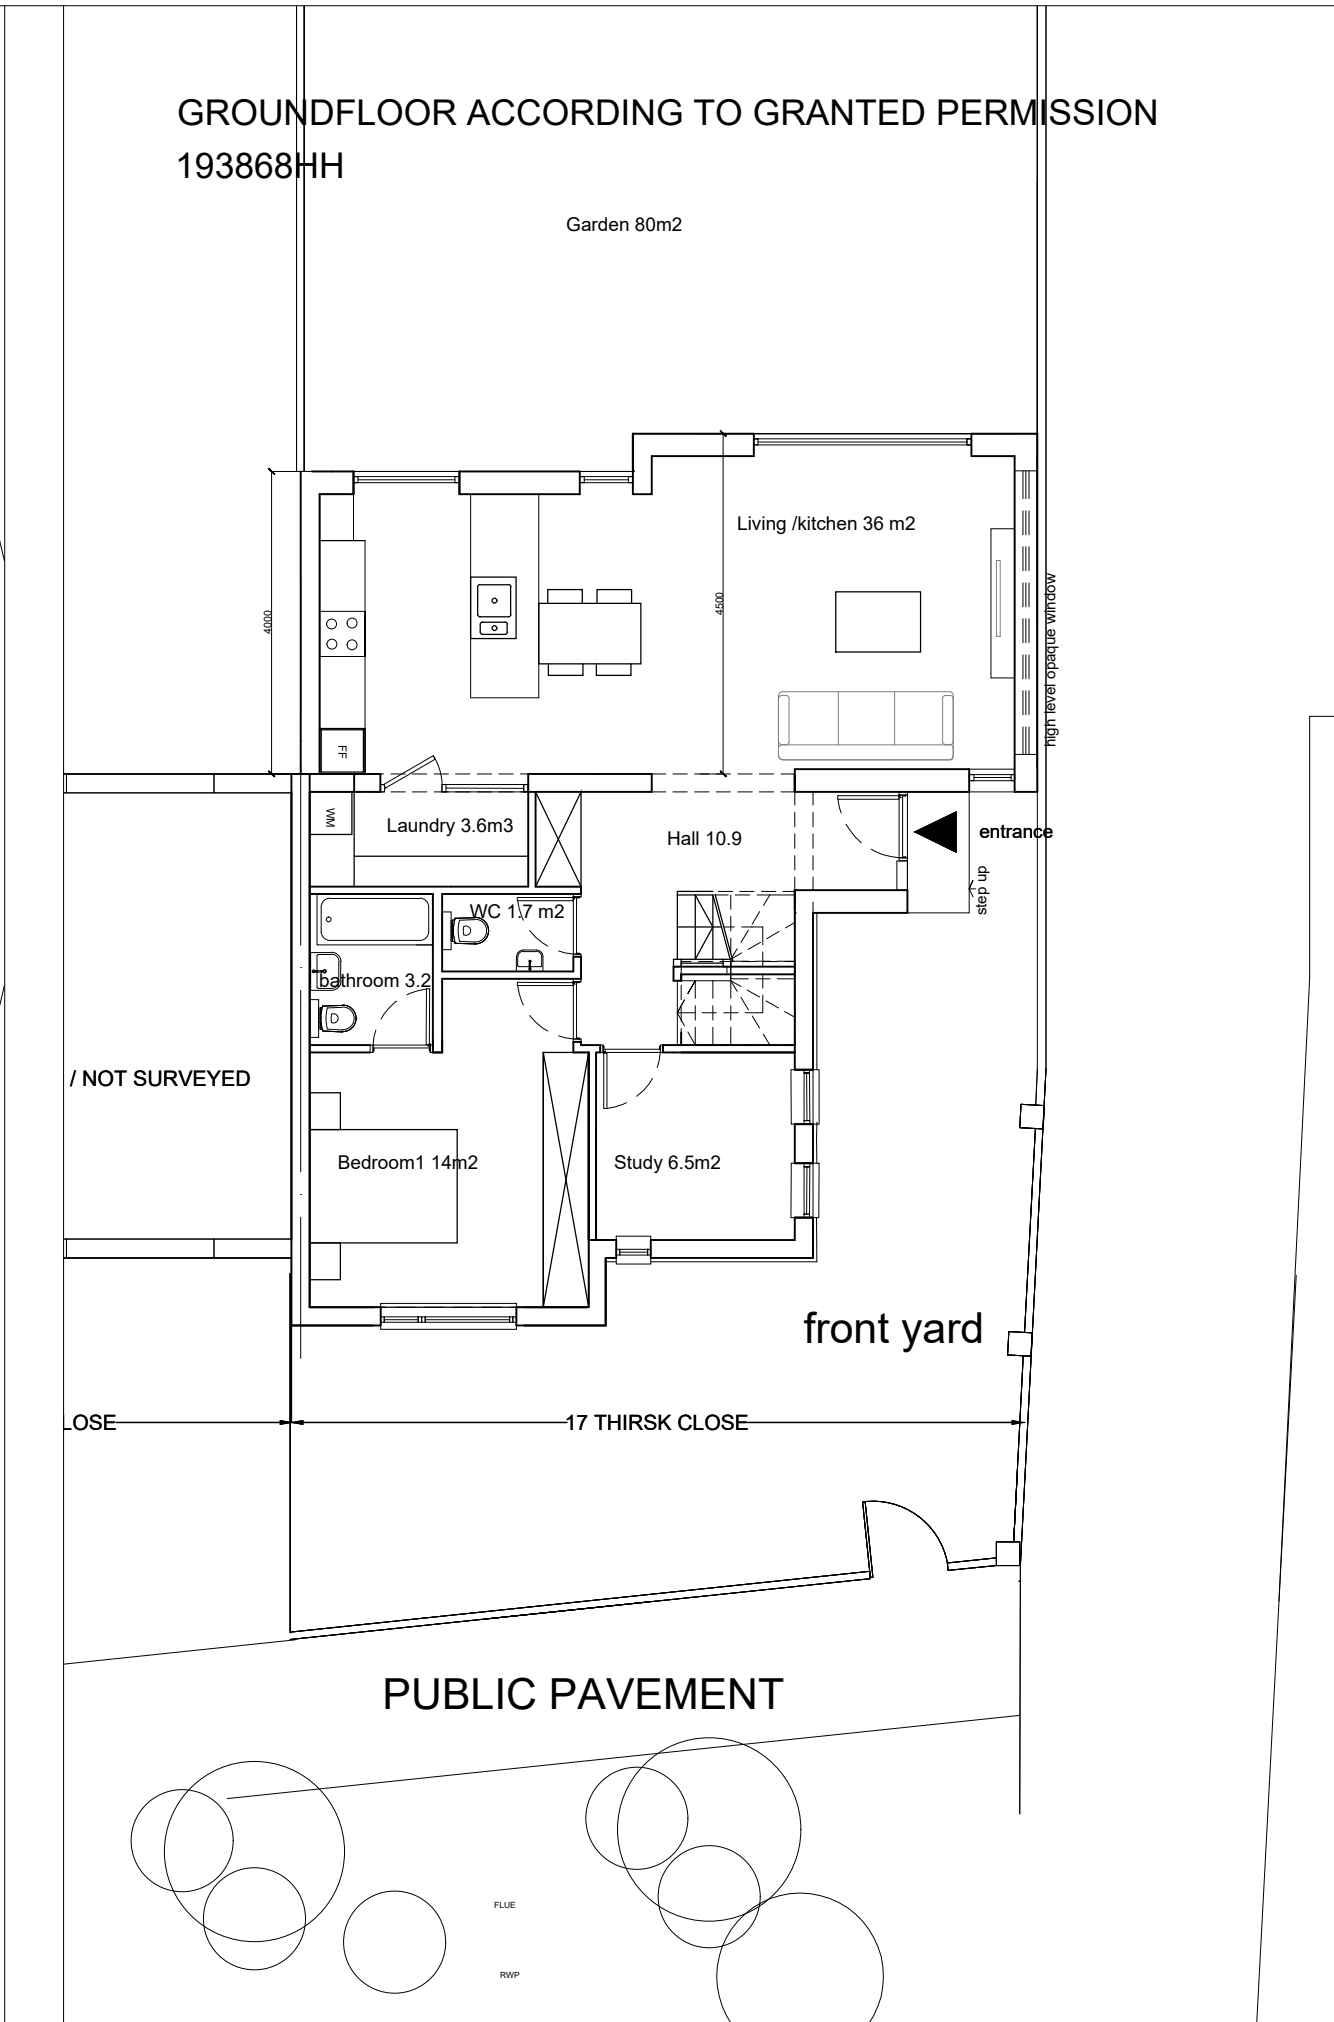 GROUNDFLOOR ACCORDING TO GRANTED PERMISSION
193868HH
Garden 80m2
Living /kitchen 36 m2
4000
4500
high level opaque window
FF
WM
Laundry 3.6m3
Hall 10.9
entrance
step up
WC 1.7 m2
bathroom 3.2
/ NOT SURVEYED
Bedroom1 14m2
Study 6.5m2
front yard
LOSE
17 THIRSK CLOSE
PUBLIC PAVEMENT
FLUE
RWP